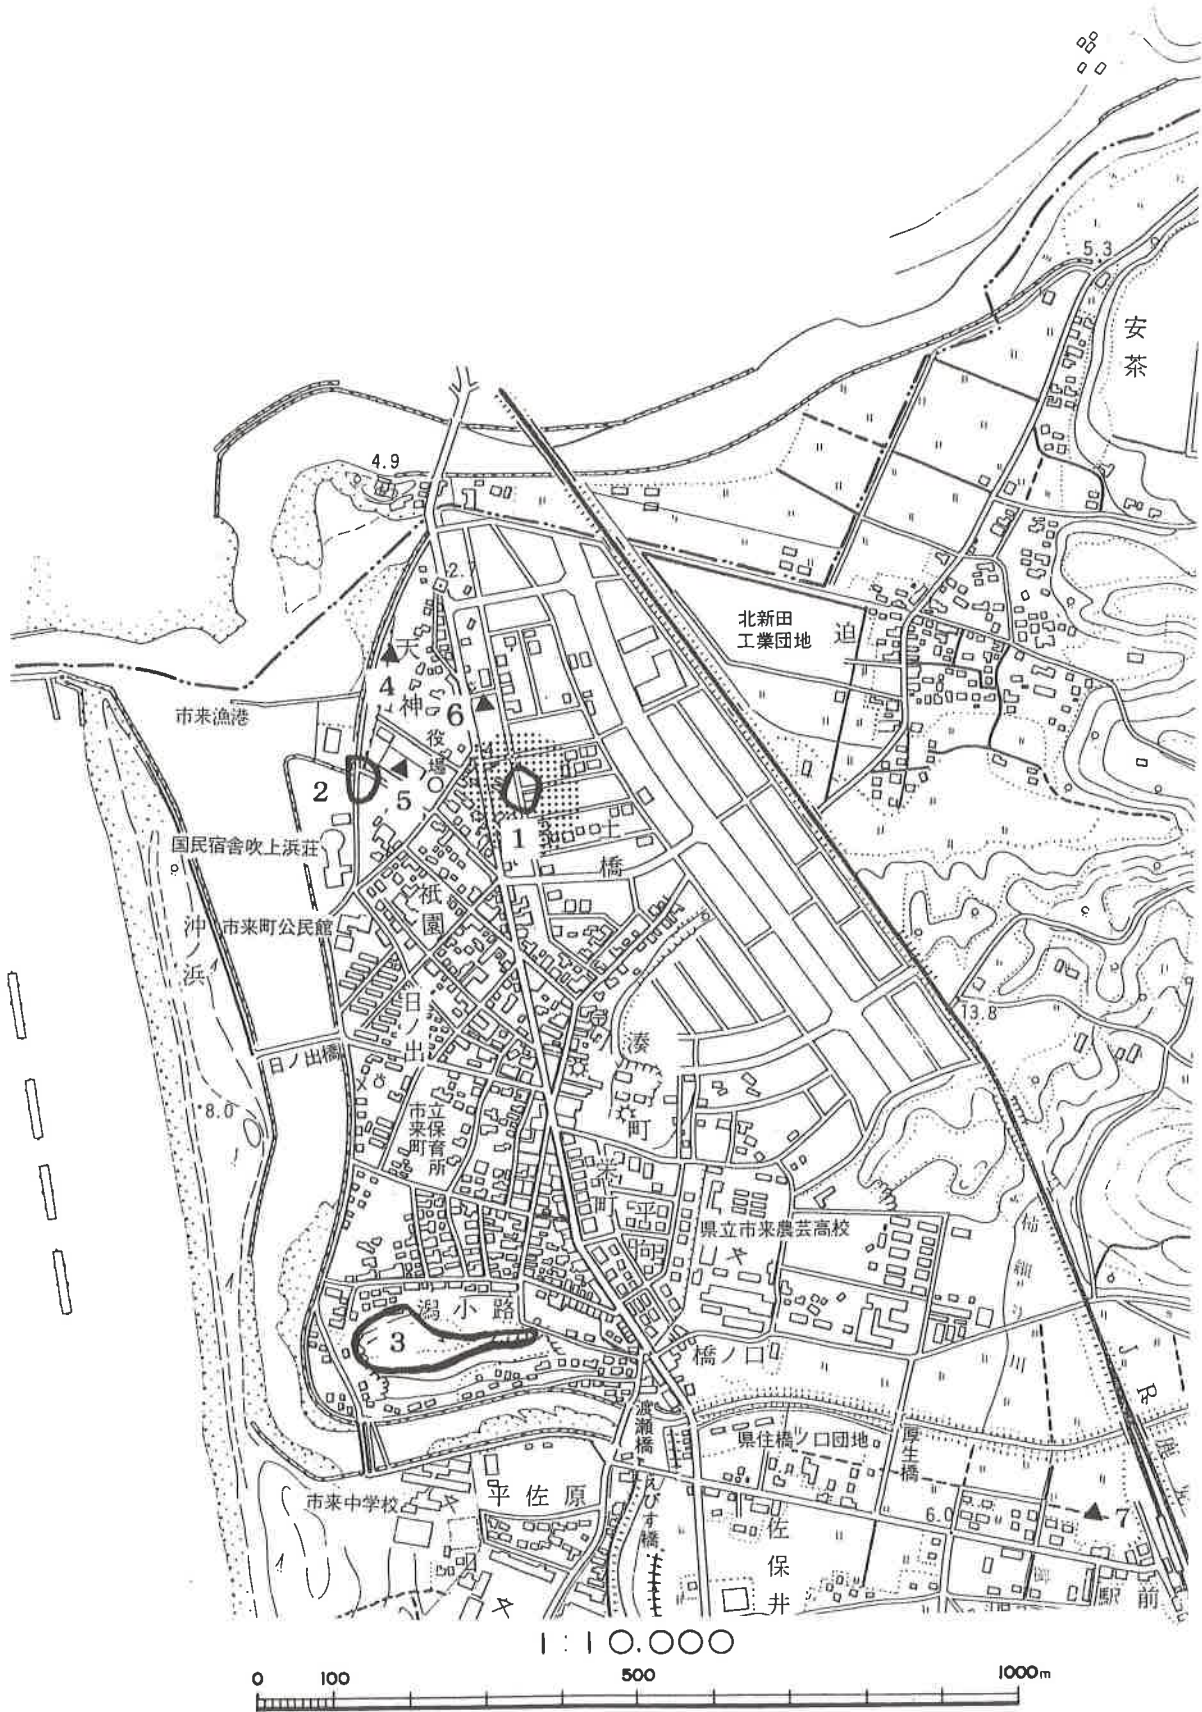 5.3
安茶
4.9
2.
北新田
工業団地
迫
天神
4
6
市来漁港
役場
2
5
1
土橋
国民宿舎吹上浜荘
祇園
市来町公民館
沖ノ浜
日ノ出
13.8
湊町
日ノ出橋
8.0
市来町
立保育所
栄町
平向
県立市来農芸高校
潟小路
3
橋ノ口
川
JR
渡瀬橋
県住橋ノ口団地
厚生橋
市来中学校
平佐原
えびす橋
佐保井
6.0
7
駅前
1:10.000
0 100 500 1000m